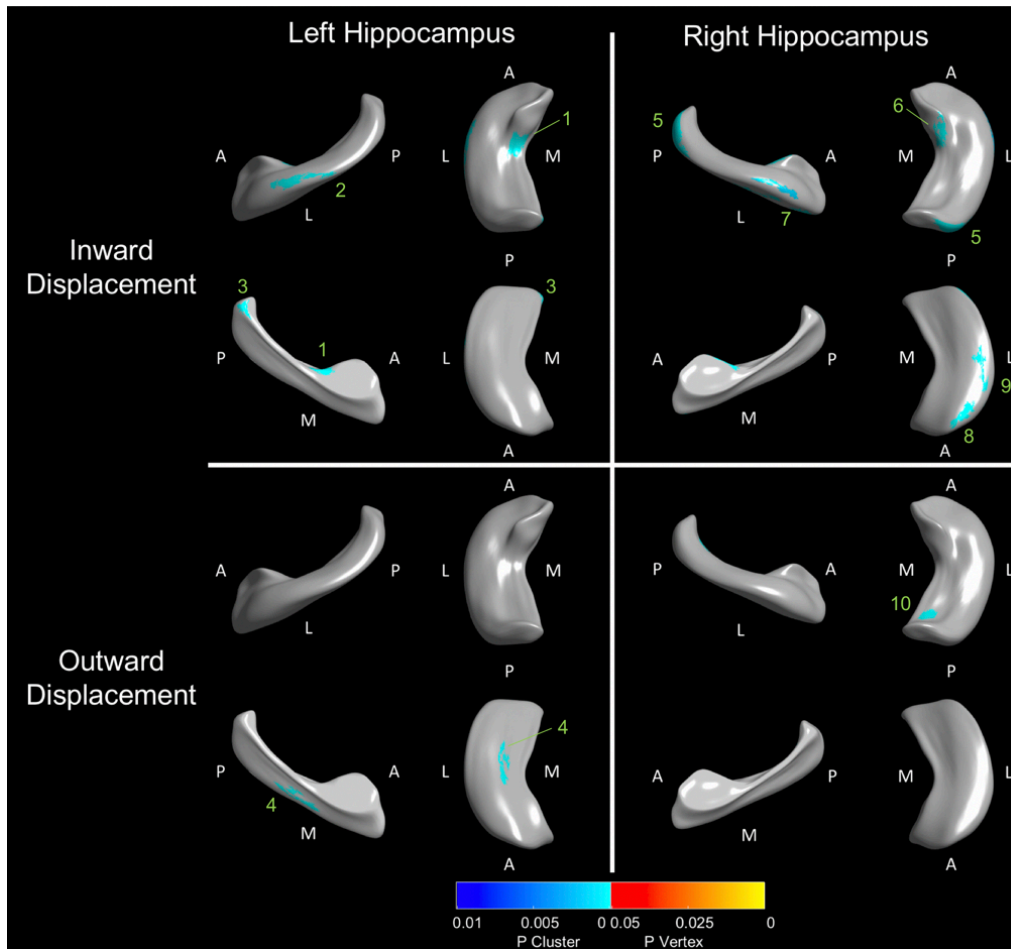 Left Hippocampus
Right Hippocampus
Inward
Displacement
A
P
L
2
A
L
M
1
P
5
P
A
L
7
A
6
M
L
5
P
3
P
A
1
M
3
L
M
A
A
P
M
M
L
9
8
A
Outward
Displacement
A
P
L
A
L
M
P
P
A
L
A
M
L
10
P
P
A
4
M
4
L
M
A
A
P
M
M
L
A
0.01 0.005 0 0.05 0.025 0
P Cluster P Vertex